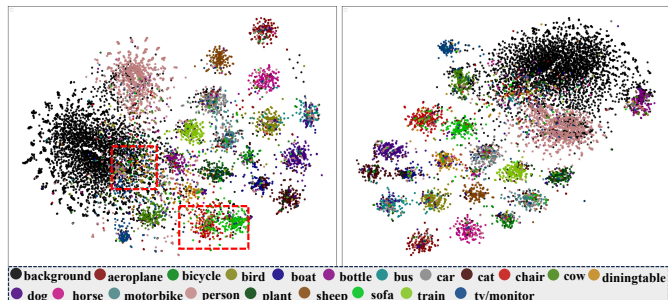 background aeroplane bicycle bird boat bottle bus car cat chair cow diningtable
dog horse motorbike person plant sheep sofa train tv/monitor